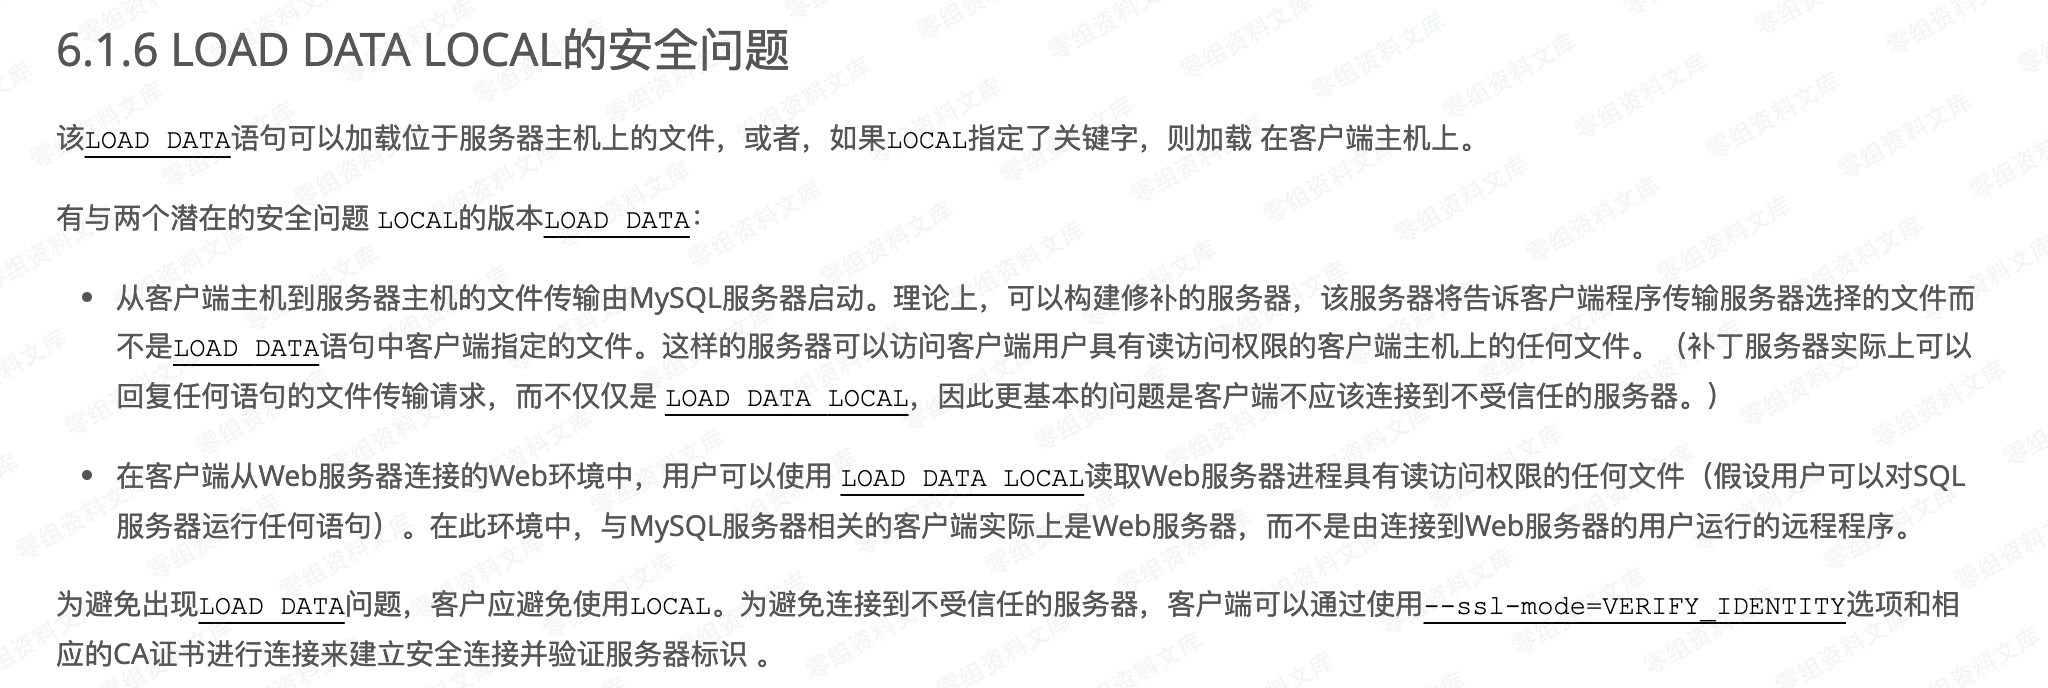 6.1.6 LOAD DATA LOCAL的安全问题
该LOAD DATA语句可以加载位于服务器主机上的文件，或者，如果LOCAL指定了关键字，则加载 在客户端主机上。
有与两个潜在的安全问题 LOCAL的版本LOAD DATA：
• 从客户端主机到服务器主机的文件传输由MySQL服务器启动。理论上，可以构建修补的服务器，该服务器将告诉客户端程序传输服务器选择的文件而
不是LOAD DATA语句中客户端指定的文件。这样的服务器可以访问客户端用户具有读访问权限的客户端主机上的任何文件。（补丁服务器实际上可以
回复任何语句的文件传输请求，而不仅仅是 LOAD DATA LOCAL，因此更基本的问题是客户端不应该连接到不受信任的服务器。）
• 在客户端从Web服务器连接的Web环境中，用户可以使用 LOAD DATA LOCAL读取Web服务器进程具有读访问权限的任何文件（假设用户可以对SQL
服务器运行任何语句）。在此环境中，与MySQL服务器相关的客户端实际上是Web服务器，而不是由连接到Web服务器的用户运行的远程程序。
为避免出现LOAD DATA问题，客户应避免使用LOCAL。为避免连接到不受信任的服务器，客户端可以通过使用--ssl-mode=VERIFY_IDENTITY选项和相
应的CA证书进行连接来建立安全连接并验证服务器标识 。
零组资料文库